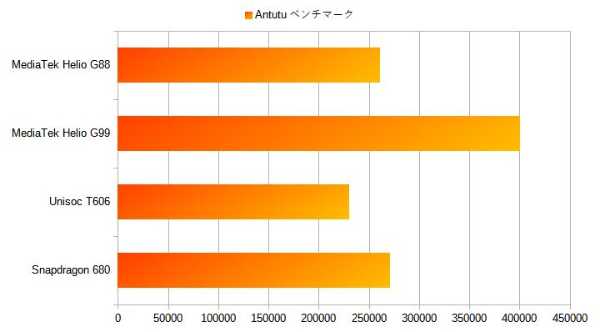 Antutu ベンチマーク
MediaTek Helio G88
MediaTek Helio G99
Unisoc T606
Snapdragon 680
0 50000 100000 150000 200000 250000 300000 350000 400000 450000